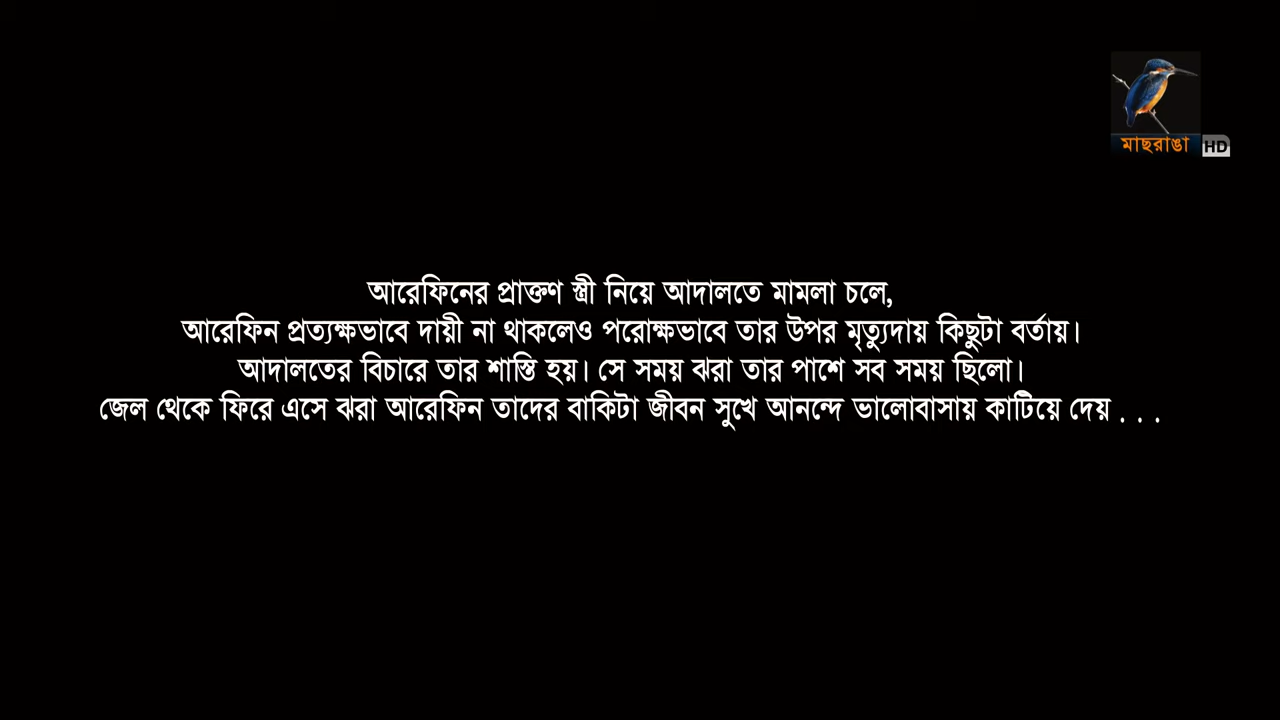 মাছরাঙা HD
আরেফিনের প্রাক্তণ স্ত্রী নিয়ে আদালতে মামলা চলে,
আরেফিন প্রত্যক্ষভাবে দায়ী না থাকলেও পরোক্ষভাবে তার উপর মৃত্যুদায় কিছুটা বর্তায়।
আদালতের বিচারে তার শাস্তি হয়। সে সময় ঝরা তার পাশে সব সময় ছিলো।
জেল থেকে ফিরে এসে ঝরা আরেফিন তাদের বাকিটা জীবন সুখে আনন্দে ভালোবাসায় কাটিয়ে দেয় . . .